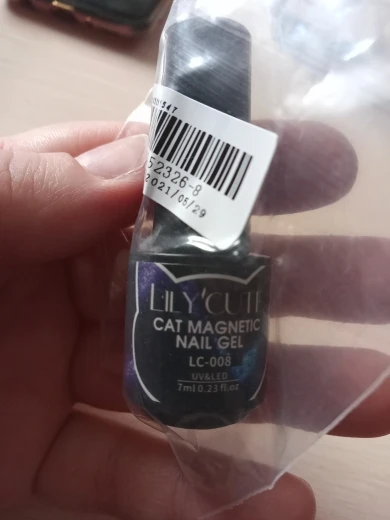 52326-8
2021/05/29
LILY'CUTE
CAT MAGNETIC
NAIL GEL
LC-008
UV&LED
7ml 0.23 fl.oz